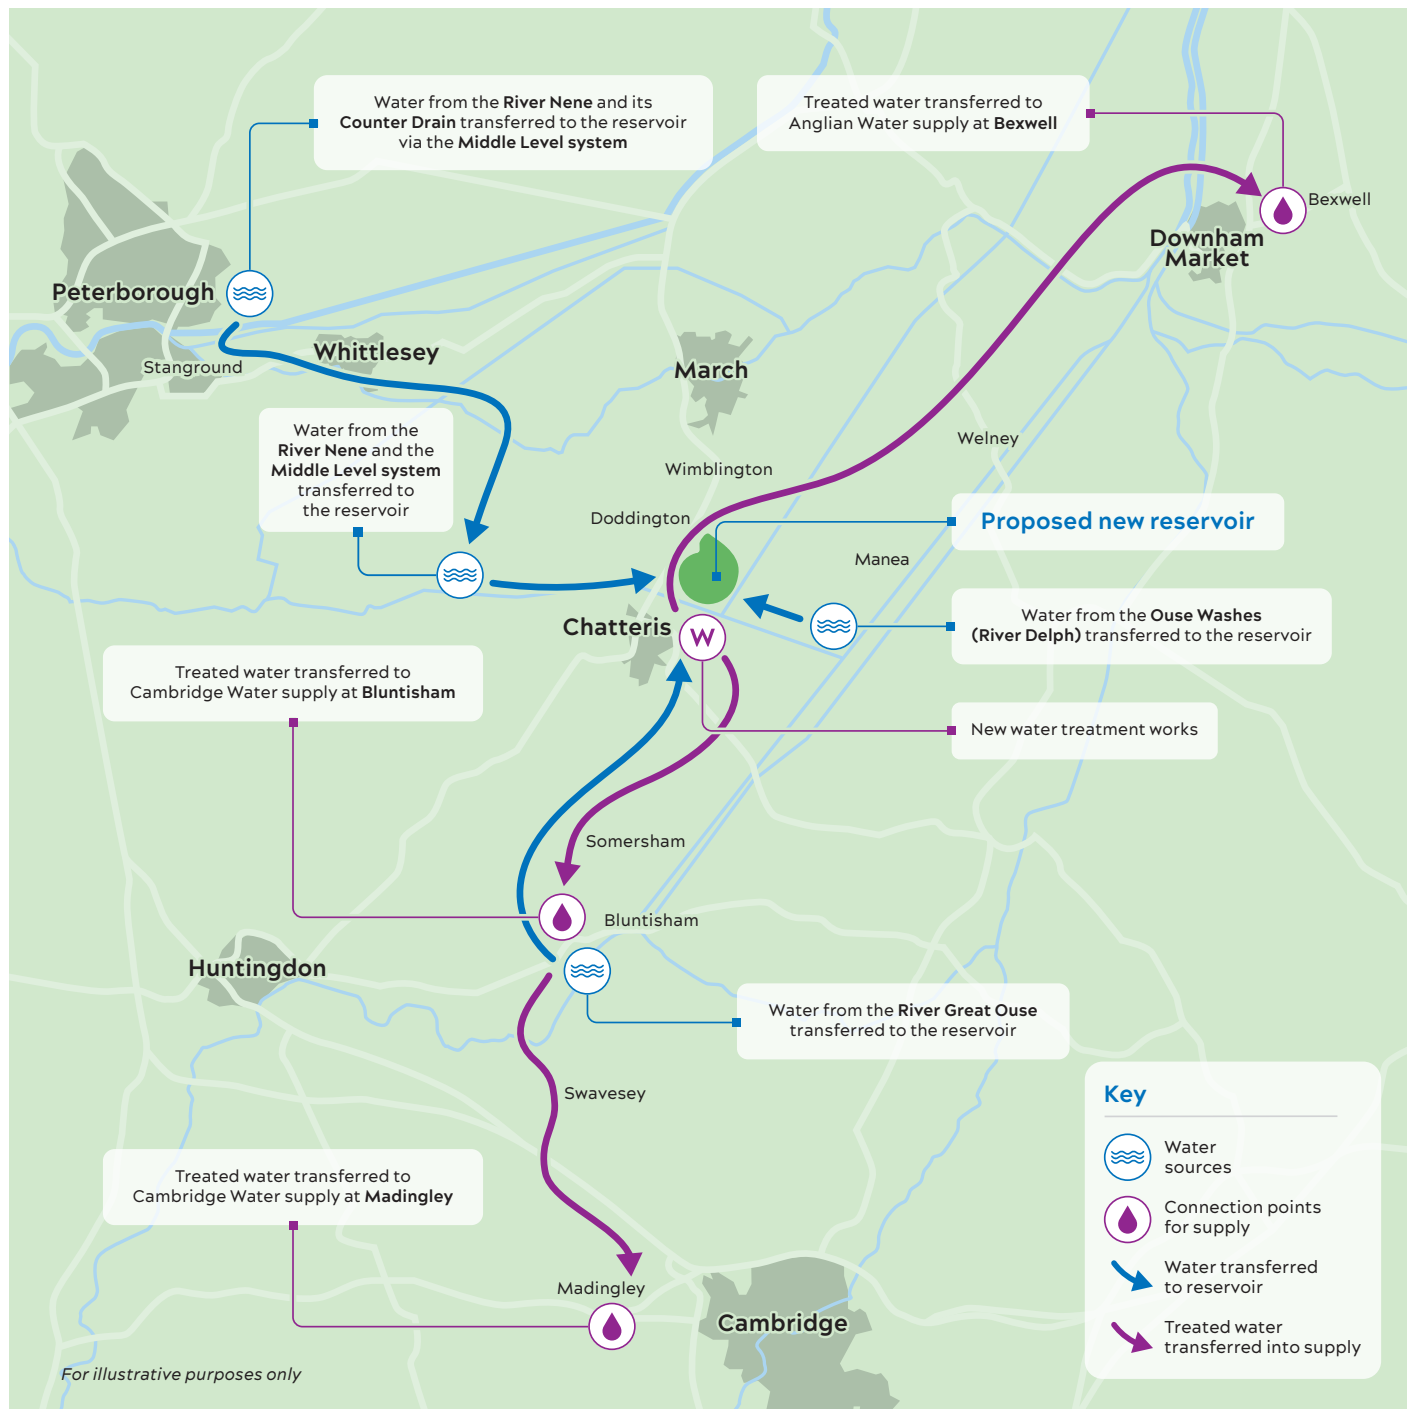 Water from the River Nene and its
Counter Drain transferred to the reservoir
via the Middle Level system
Treated water transferred to
Anglian Water supply at Bexwell
Bexwell
Downham
Market
Peterborough
Stanground
Whittlesey
March
Water from the
River Nene and the
Middle Level system
transferred to
the reservoir
Welney
Wimblington
Doddington
Proposed new reservoir
Manea
Chatteris
W
Water from the Ouse Washes
(River Delph) transferred to the reservoir
Treated water transferred to
Cambridge Water supply at Bluntisham
New water treatment works
Somersham
Bluntisham
Huntingdon
Water from the River Great Ouse
transferred to the reservoir
Swavesey
Treated water transferred to
Cambridge Water supply at Madingley
Madingley
Cambridge
Key
Water
sources
Connection points
for supply
Water transferred
to reservoir
Treated water
transferred into supply
For illustrative purposes only